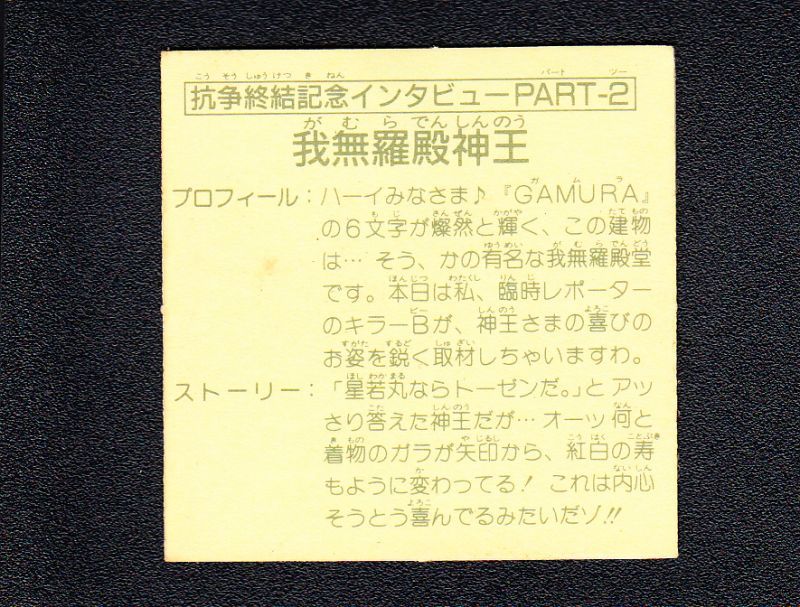 抗争終結記念インタビューPART-2
我無羅殿神王
プロフィール：ハーイみなさま♪『GAMURA』
の6文字が燦然と輝く、この建物
は… そう、かの有名な我無羅殿堂
です。本日は私、臨時レポーター
のキラーBが、神王さまの喜びの
お姿を鋭く取材しちゃいますわ。
ストーリー：「星若丸ならトーゼンだ。」と アッ
さり答えた神王だが… オーッ 何と
着物のガラが矢印から、紅白の寿
もように変わってる！ これは内心
そうとう喜んでるみたいだゾ!!